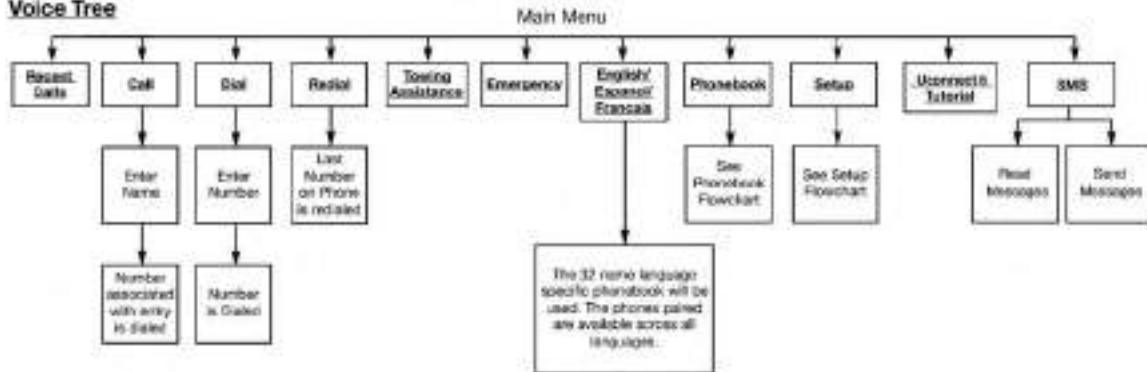 Voice Tree
Main Menu
Recent
Calls
Call
Dial
Redial
Towing
Assistance
Emergency
English/
Espanol/
Francais
Phonebook
Setup
Uconnect®
Tutorial
SMS
Enter
Name
Enter
Number
Last
Number
on Phone
is redialed
See
Phonebook
Flowchart
See Setup
Flowchart
Read
Messages
Send
Messages
Number
associated
with entry
is dialed
Number
is Dialed
The 32 name language
specific phonebook will be
used. The phones paired
are available across all
languages.